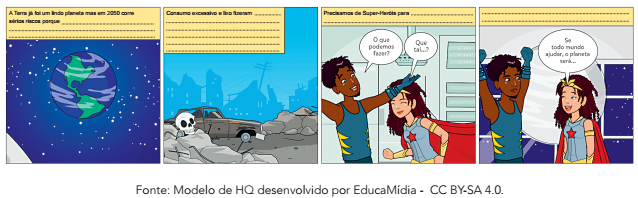 A Terra já foi um lindo planeta mas em 2050 corre
sérios riscos porque
Consumo excessivo e lixo fizeram
Precisamos de Super-Heróis para
O que
podemos
fazer?
Que
tal...?
Se
todo mundo
ajudar, o planeta
será...
Fonte: Modelo de HQ desenvolvido por EducaMídia - CC BY-SA 4.0.